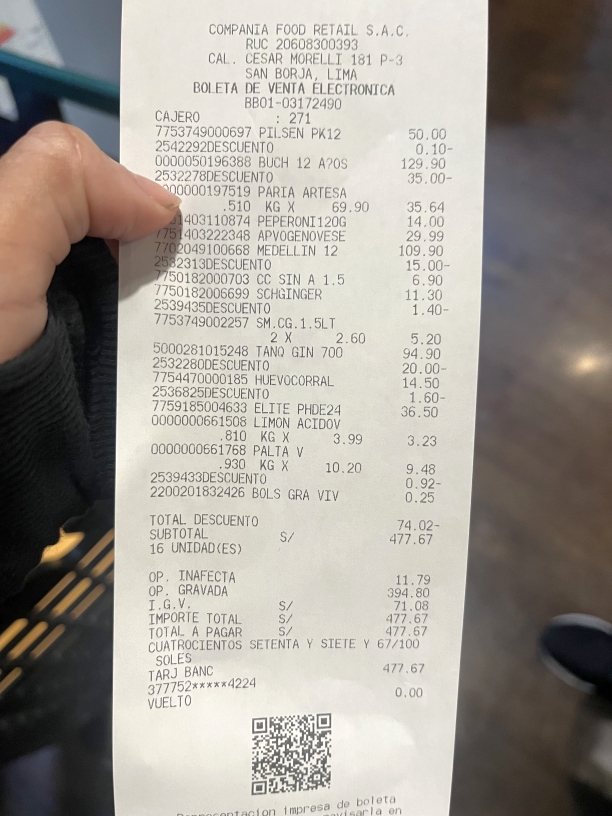 COMPANIA FOOD RETAIL S.A.C.
RUC 20608300393
CAL. CESAR MORELLI 181 P-3
SAN BORJA, LIMA
BOLETA DE VENTA ELECTRONICA
BB01-03172490
CAJERO : 271
7753749000697 PILSEN PK12 50.00
2542292DESCUENTO 0.10-
0000050196388 BUCH 12 A?OS 129.90
2532278DESCUENTO 35.00-
PARIA ARTESA
.510 KG X 69.90 35.64
PEPERONI120G 14.00
7751403222348 APVOGENOVESE 29.99
7702049100668 MEDELLIN 12 109.90
2532313DESCUENTO 15.00-
7750182000703 CC SIN A 1.5 6.90
7750182006699 SCHGINGER 11.30
2539435DESCUENTO 1.40-
7753749002257 SM.CG.1.5LT
2 X 2.60 5.20
5000281015248 TANQ GIN 700 94.90
2532280DESCUENTO 20.00-
7754470000185 HUEVOCORRAL 14.50
2536825DESCUENTO 1.60-
7759185004633 ELITE PHDE24 36.50
0000000661508 LIMON ACIDOV
.810 KG X 3.99 3.23
0000000661768 PALTA V
.930 KG X 10.20 9.48
2539433DESCUENTO 0.92-
2200201832426 BOLS GRA VIV 0.25
TOTAL DESCUENTO 74.02-
SUBTOTAL S/ 477.67
16 UNIDAD(ES)
OP. INAFECTA 11.79
OP. GRAVADA 394.80
I.G.V. S/ 71.08
IMPORTE TOTAL S/ 477.67
TOTAL A PAGAR S/ 477.67
CUATROCIENTOS SETENTA Y SIETE Y 67/100
SOLES
TARJ BANC 477.67
377752*****4224
VUELTO 0.00
impresa de boleta
en